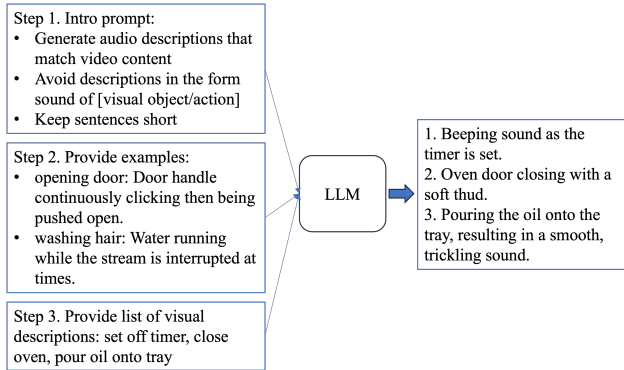 Step 1. Intro prompt:
• Generate audio descriptions that
match video content
• Avoid descriptions in the form
sound of [visual object/action]
• Keep sentences short
Step 2. Provide examples:
• opening door: Door handle
continuously clicking then being
pushed open.
• washing hair: Water running
while the stream is interrupted at
times.
Step 3. Provide list of
visual
descriptions: set off timer, close
oven, pour oil onto tray
LLM
1. Beeping sound as the
timer is set.
2. Oven door closing with a
soft thud.
3. Pouring the oil onto the
tray, resulting in a smooth,
trickling sound.